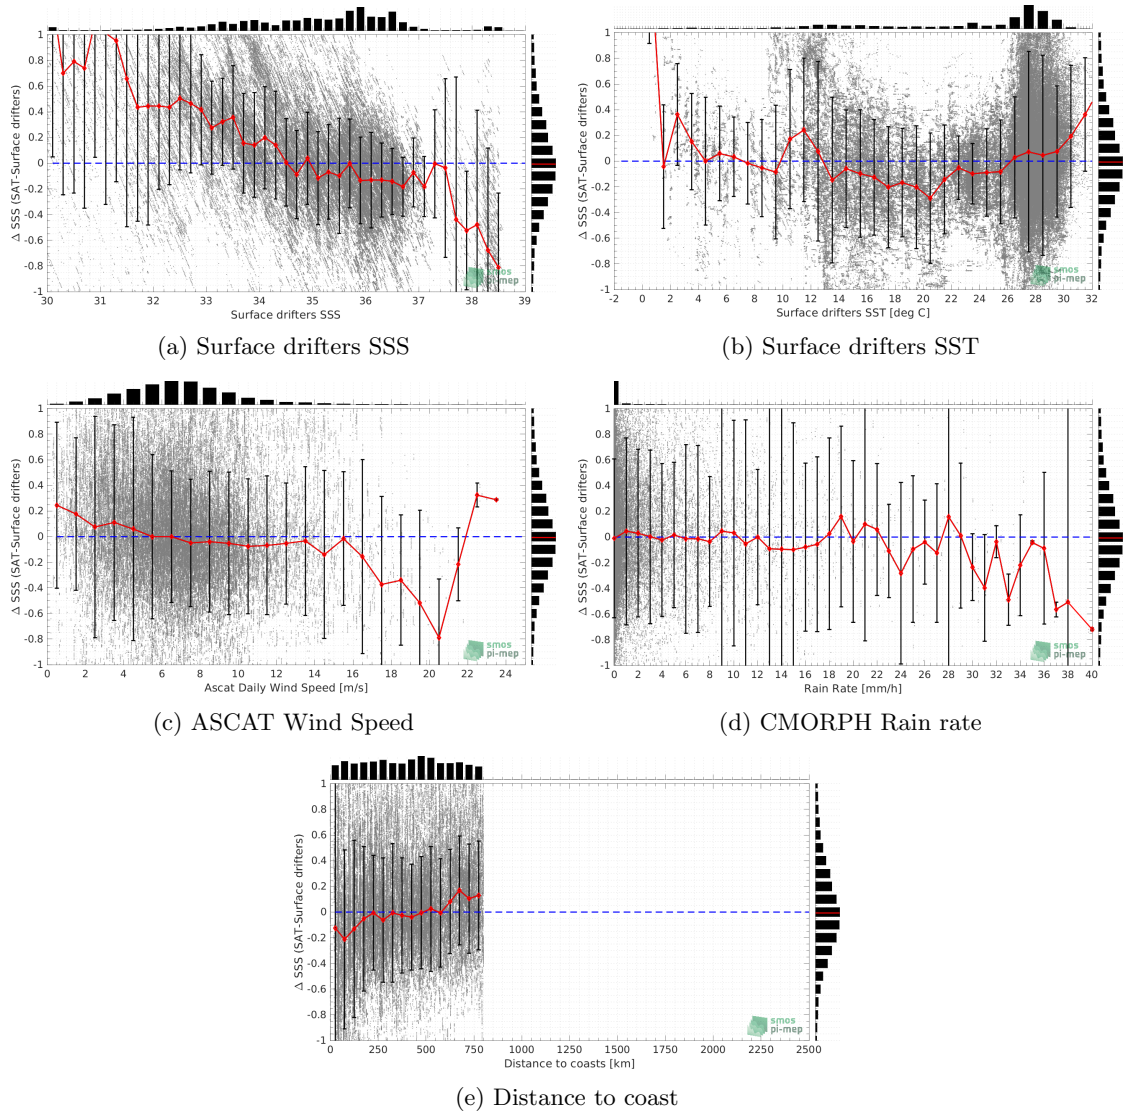 Δ SSS (SAT-Surface drifters)
1
0.8
0.6
0.4
0.2
0
-0.2
-0.4
-0.6
-0.8
-1
30 31 32 33 34 35 36 37 38 39
Surface drifters SSS
smos
pi-mep
(a) Surface drifters SSS
Δ SSS (SAT-Surface drifters)
1
0.8
0.6
0.4
0.2
0
-0.2
-0.4
-0.6
-0.8
-1
-2 0 2 4 6 8 10 12 14 16 18 20 22 24 26 28 30 32
Surface drifters SST [deg C]
smos
pi-mep
(b) Surface drifters SST
Δ SSS (SAT-Surface drifters)
1
0.8
0.6
0.4
0.2
0
-0.2
-0.4
-0.6
-0.8
-1
0 2 4 6 8 10 12 14 16 18 20 22 24
Ascat Daily Wind Speed [m/s]
smos
pi-mep
(c) ASCAT Wind Speed
Δ SSS (SAT-Surface drifters)
1
0.8
0.6
0.4
0.2
0
-0.2
-0.4
-0.6
-0.8
-1
0 2 4 6 8 10 12 14 16 18 20 22 24 26 28 30 32 34 36 38 40
Rain Rate [mm/h]
smos
pi-mep
(d) CMORPH Rain rate
Δ SSS (SAT-Surface drifters)
1
0.8
0.6
0.4
0.2
0
-0.2
-0.4
-0.6
-0.8
-1
0 250 500 750 1000 1250 1500 1750 2000 2250 2500
Distance to coasts [km]
smos
pi-mep
(e) Distance to coast